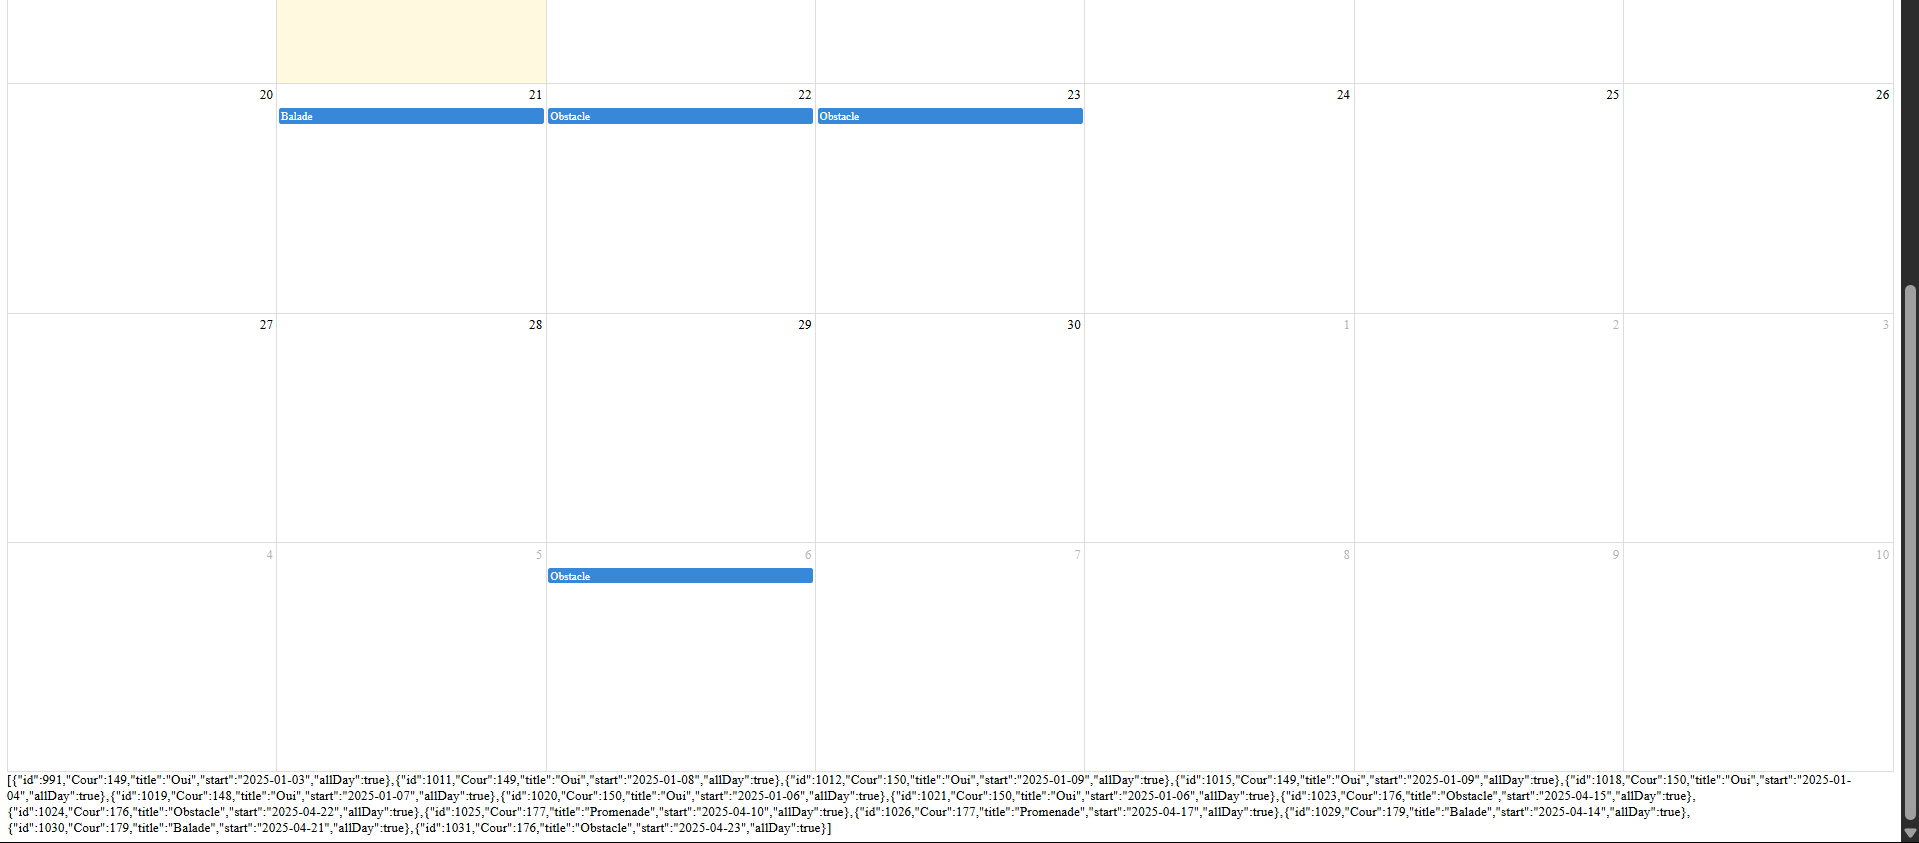 20 21 22 23 24 25 26
Balade Obstacle Obstacle
27 28 29 30 1 2 3
4 5 6 7 8 9 10
Obstacle
[{"id":991,"Cour":149,"title":"Oui","start":"2025-01-03","allDay":true},{"id":1011,"Cour":149,"title":"Oui","start":"2025-01-08","allDay":true},{"id":1012,"Cour":150,"title":"Oui","start":"2025-01-09","allDay":true},{"id":1015,"Cour":149,"title":"Oui","start":"2025-01-09","allDay":true},{"id":1018,"Cour":150,"title":"Oui","start":"2025-01-
04","allDay":true},{"id":1019,"Cour":148,"title":"Oui","start":"2025-01-07","allDay":true},{"id":1020,"Cour":150,"title":"Oui","start":"2025-01-06","allDay":true},{"id":1021,"Cour":150,"title":"Oui","start":"2025-01-06","allDay":true},{"id":1023,"Cour":176,"title":"Obstacle","start":"2025-04-15","allDay":true},
{"id":1024,"Cour":176,"title":"Obstacle","start":"2025-04-22","allDay":true},{"id":1025,"Cour":177,"title":"Promenade","start":"2025-04-10","allDay":true},{"id":1026,"Cour":177,"title":"Promenade","start":"2025-04-17","allDay":true},{"id":1029,"Cour":179,"title":"Balade","start":"2025-04-14","allDay":true},
{"id":1030,"Cour":179,"title":"Balade","start":"2025-04-21","allDay":true},{"id":1031,"Cour":176,"title":"Obstacle","start":"2025-04-23","allDay":true}]